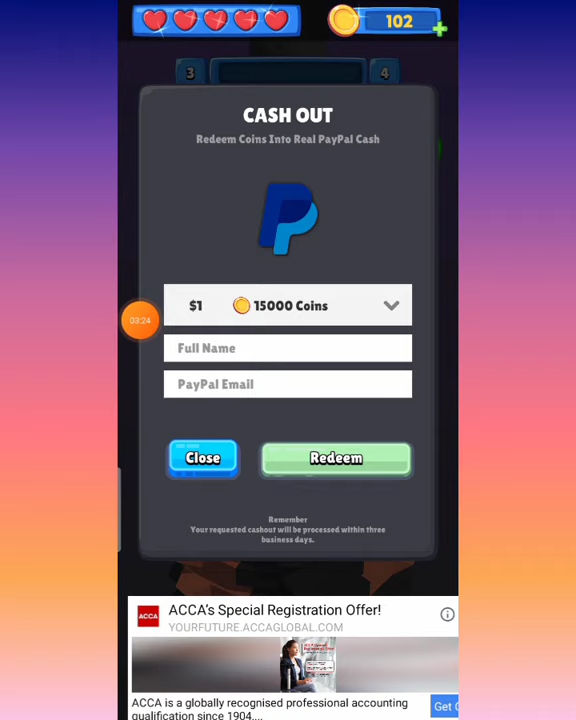 102
3
4
CASH OUT
Redeem Coins Into Real PayPal Cash
$1 15000 Coins
03:24
Full Name
PayPal Email
Close
Redeem
Remember
Your requested cashout will be processed within three
business days.
ACCA
ACCA's Special Registration Offer!
YOURFUTURE.ACCAGLOBAL.COM
ACCA is a globally recognised professional accounting
Get
qualification since 1904....